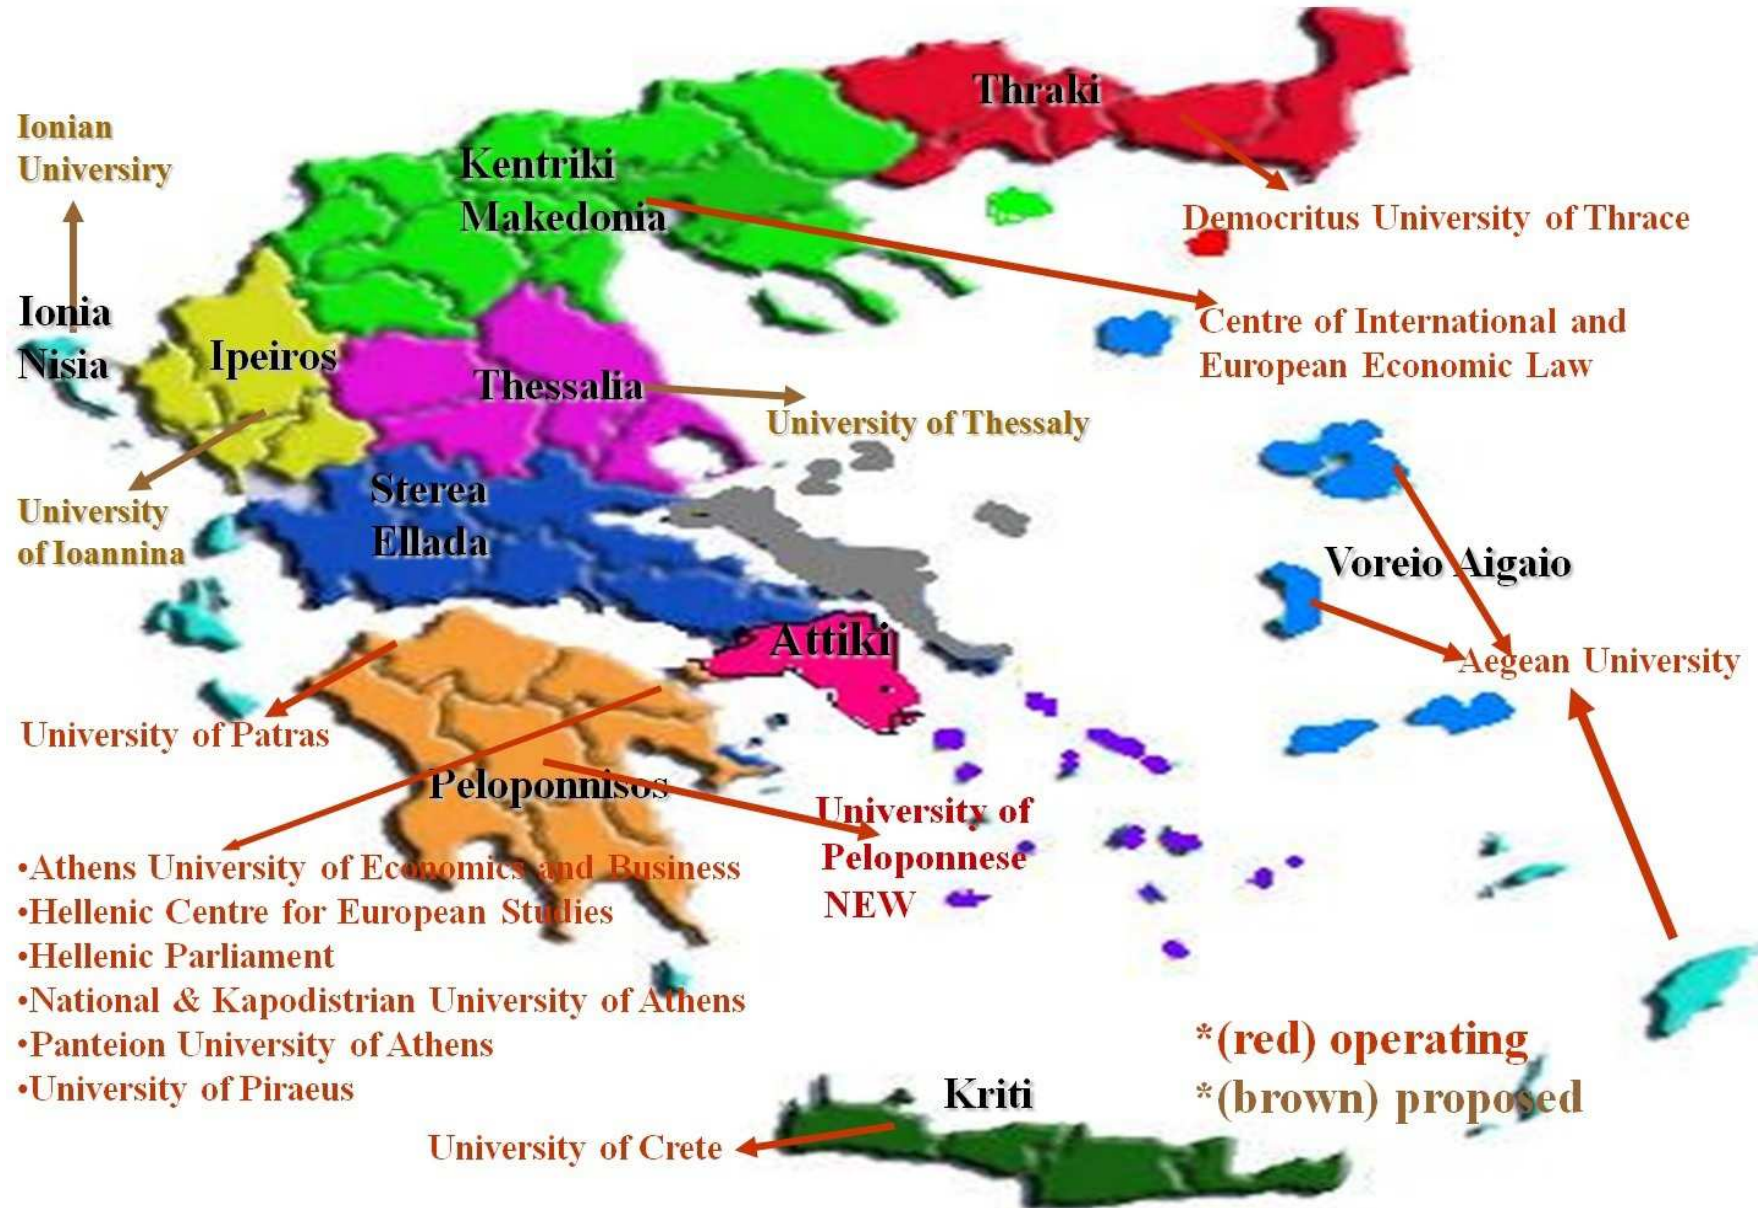 Thraki
Ionian
Universiry
Kentriki
Makedonia
Democritus University of Thrace
Ionia
Nisia
Ipeiros
Centre of International and
European Economic Law
Thessalia
University of Thessaly
Sterea
Ellada
University
of Ioannina
Voreio Aigaio
Attiki
Aegean University
University of Patras
Peloponnisos
University of
Peloponnese
NEW
•Athens University of Economics and Business
•Hellenic Centre for European Studies
•Hellenic Parliament
•National & Kapodistrian University of Athens
•Panteion University of Athens
•University of Piraeus
*(red) operating
*(brown) proposed
Kriti
University of Crete